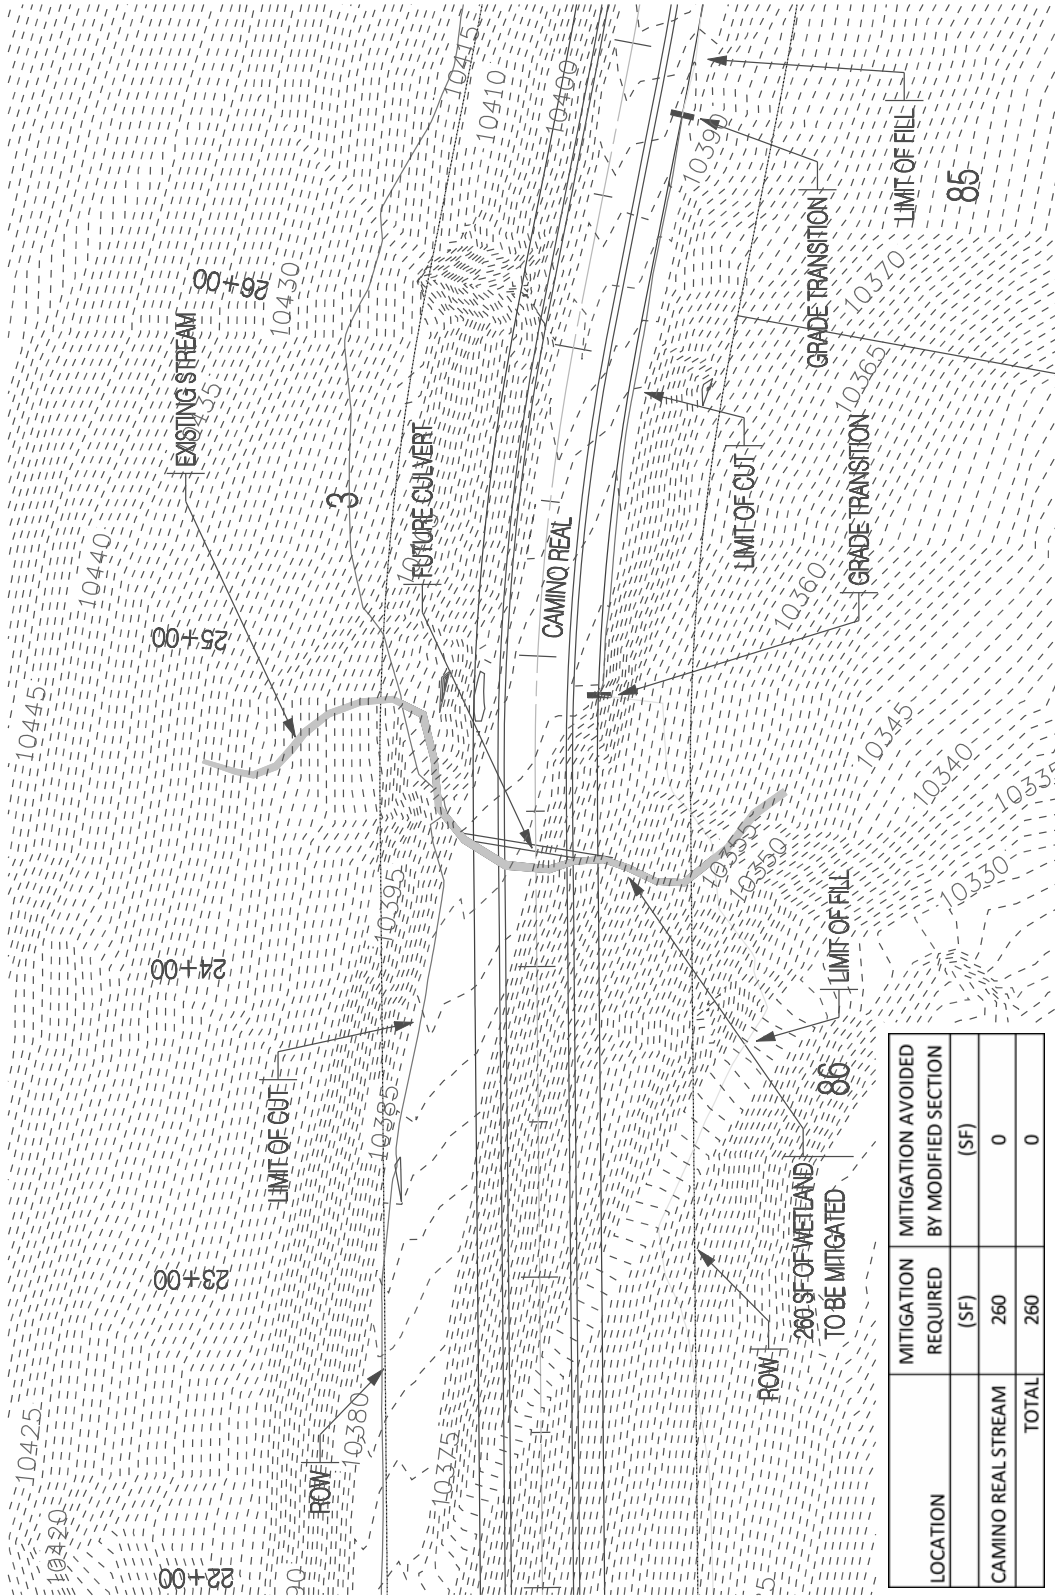 10425
10420
10445
10440
10435
10430
10415
10410
10400
10390
10395
10385
10380
10375
10370
10365
10360
10355
10350
10345
10340
10335
10330
22+00
23+00
24+00
25+00
26+00
3
85
86
EXISTING STREAM
FUTURE CULVERT
CAMINO REAL
LIMIT OF CUT
ROW
LIMIT OF FILL
GRADE TRANSITION
LIMIT OF CUT
GRADE TRANSITION
LIMIT OF FILL
260 SF OF WETLAND
TO BE MITIGATED
ROW
LOCATION
MITIGATION
REQUIRED
(SF)
MITIGATION AVOIDED
BY MODIFIED SECTION
(SF)
CAMINO REAL STREAM 260 0
TOTAL 260 0